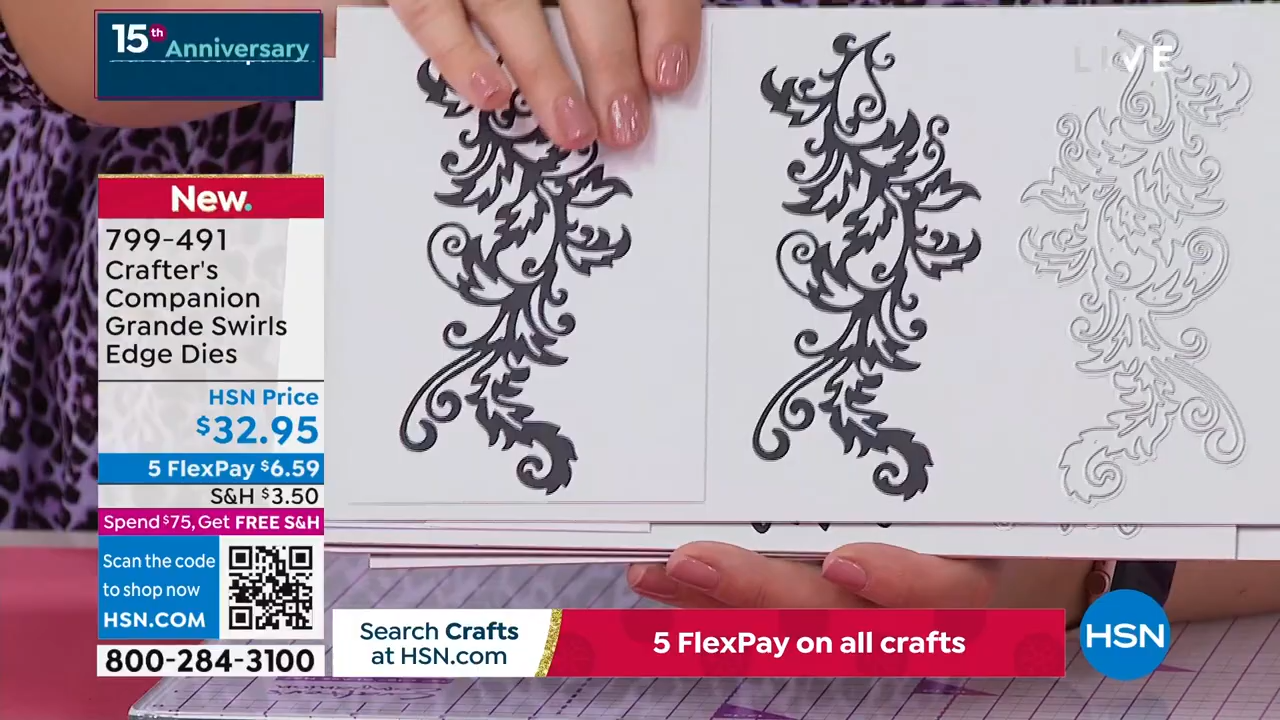 15th Anniversary
LIVE
New.
799-491
Crafter's
Companion
Grande Swirls
Edge Dies
HSN Price
$32.95
5 FlexPay $6.59
S&H $3.50
Spend $75, Get FREE S&H
Scan the code
to shop now
HSN.COM
800-284-3100
Search Crafts
at HSN.com
5 FlexPay on all crafts
HSN